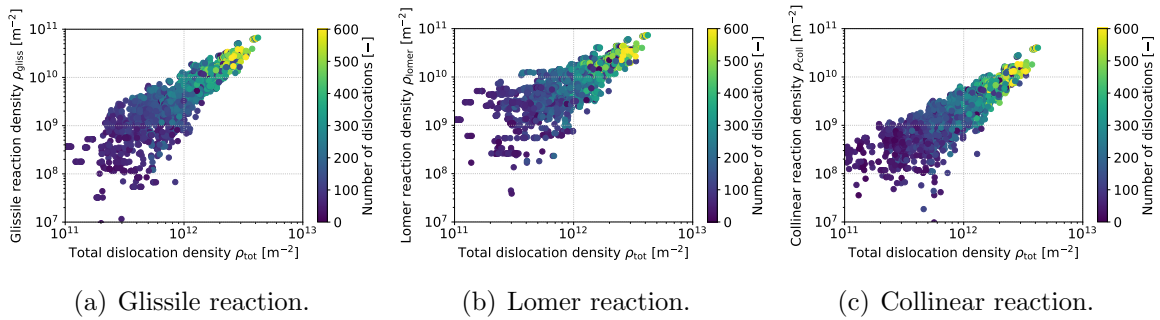 Glissile reaction density ρgliss [m⁻²]
10¹¹
10¹⁰
10⁹
10⁸
10⁷
10¹¹ 10¹² 10¹³
Total dislocation density ρtot [m⁻²]
600
500
400
300
200
100
0
Number of dislocations [−]
(a) Glissile reaction.
Lomer reaction density ρlomer [m⁻²]
10¹¹
10¹⁰
10⁹
10⁸
10⁷
10¹¹ 10¹² 10¹³
Total dislocation density ρtot [m⁻²]
600
500
400
300
200
100
0
Number of dislocations [−]
(b) Lomer reaction.
Collinear reaction density ρcoll [m⁻²]
10¹¹
10¹⁰
10⁹
10⁸
10⁷
10¹¹ 10¹² 10¹³
Total dislocation density ρtot [m⁻²]
600
500
400
300
200
100
0
Number of dislocations [−]
(c) Collinear reaction.